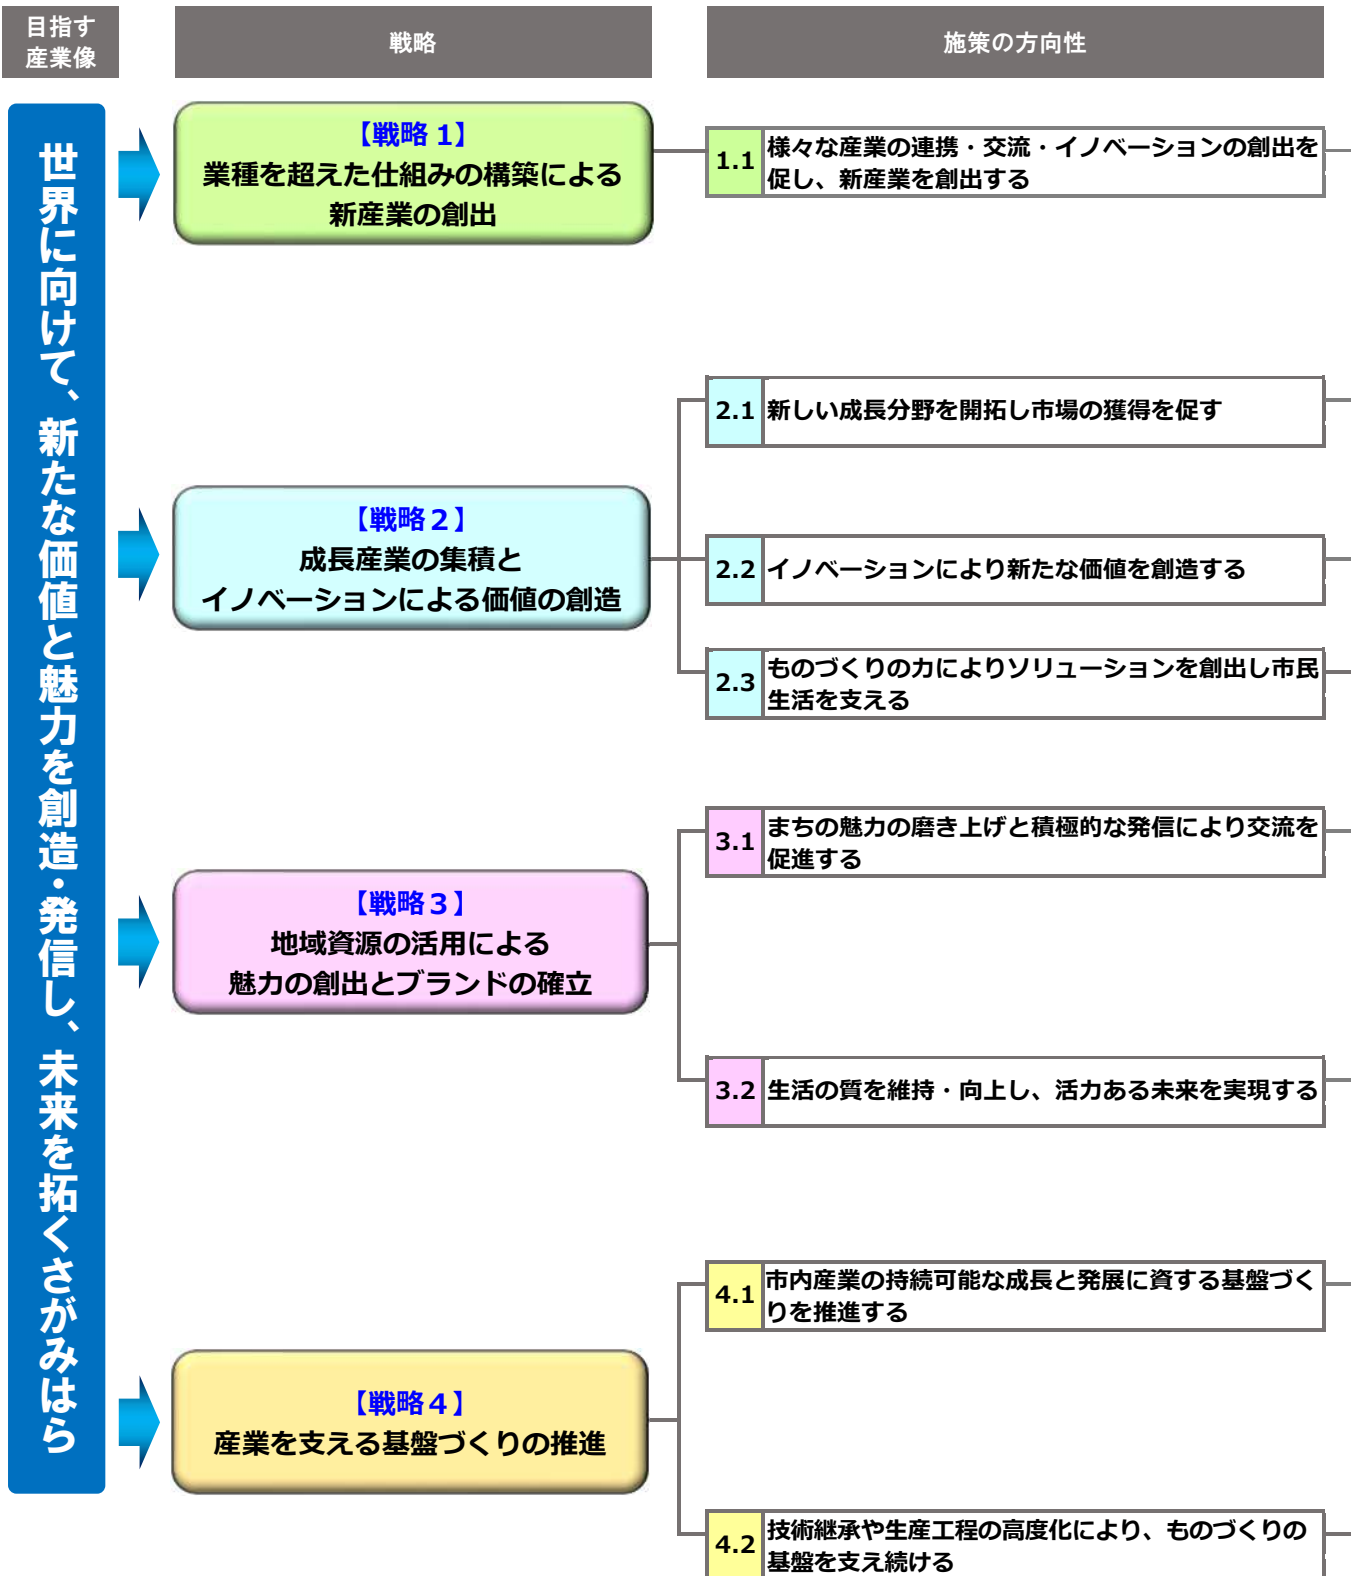 目指す
産業像
戦略
施策の方向性
世界に向けて、新たな価値と魅力を創造・発信し、未来を拓くさがみはら
【戦略１】
業種を超えた仕組みの構築による
新産業の創出
1.1
様々な産業の連携・交流・イノベーションの創出を
促し、新産業を創出する
【戦略２】
成長産業の集積と
イノベーションによる価値の創造
2.1
新しい成長分野を開拓し市場の獲得を促す
2.2
イノベーションにより新たな価値を創造する
2.3
ものづくりの力によりソリューションを創出し市民
生活を支える
【戦略３】
地域資源の活用による
魅力の創出とブランドの確立
3.1
まちの魅力の磨き上げと積極的な発信により交流を
促進する
3.2
生活の質を維持・向上し、活力ある未来を実現する
【戦略４】
産業を支える基盤づくりの推進
4.1
市内産業の持続可能な成長と発展に資する基盤づく
りを推進する
4.2
技術継承や生産工程の高度化により、ものづくりの
基盤を支え続ける